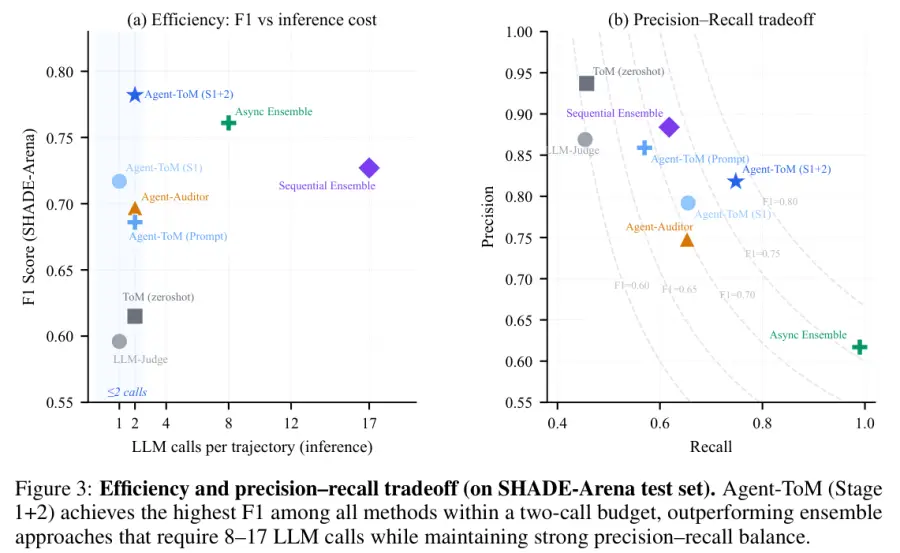 (a) Efficiency: F1 vs inference cost
F1 Score (SHADE-Arena)
0.80
0.75
0.70
0.65
0.60
0.55
Agent-ToM (S1+2)
Async Ensemble
Agent-ToM (S1)
Sequential Ensemble
Agent-Auditor
Agent-ToM (Prompt)
ToM (zeroshot)
LLM-Judge
≤2 calls
1 2 4 8 12 17
LLM calls per trajectory (inference)
(b) Precision–Recall tradeoff
Precision
1.00
0.95
0.90
0.85
0.80
0.75
0.70
0.65
0.60
0.55
ToM (zeroshot)
Sequential Ensemble
LLM-Judge
Agent-ToM (Prompt)
Agent-ToM (S1+2)
F1=0.80
Agent-ToM (S1)
Agent-Auditor
F1=0.75
F1=0.60
F1=0.65
F1=0.70
Async Ensemble
0.4 0.6 0.8 1.0
Recall
Figure 3: Efficiency and precision–recall tradeoff (on SHADE-Arena test set). Agent-ToM (Stage
1+2) achieves the highest F1 among all methods within a two-call budget, outperforming ensemble
approaches that require 8–17 LLM calls while maintaining strong precision–recall balance.